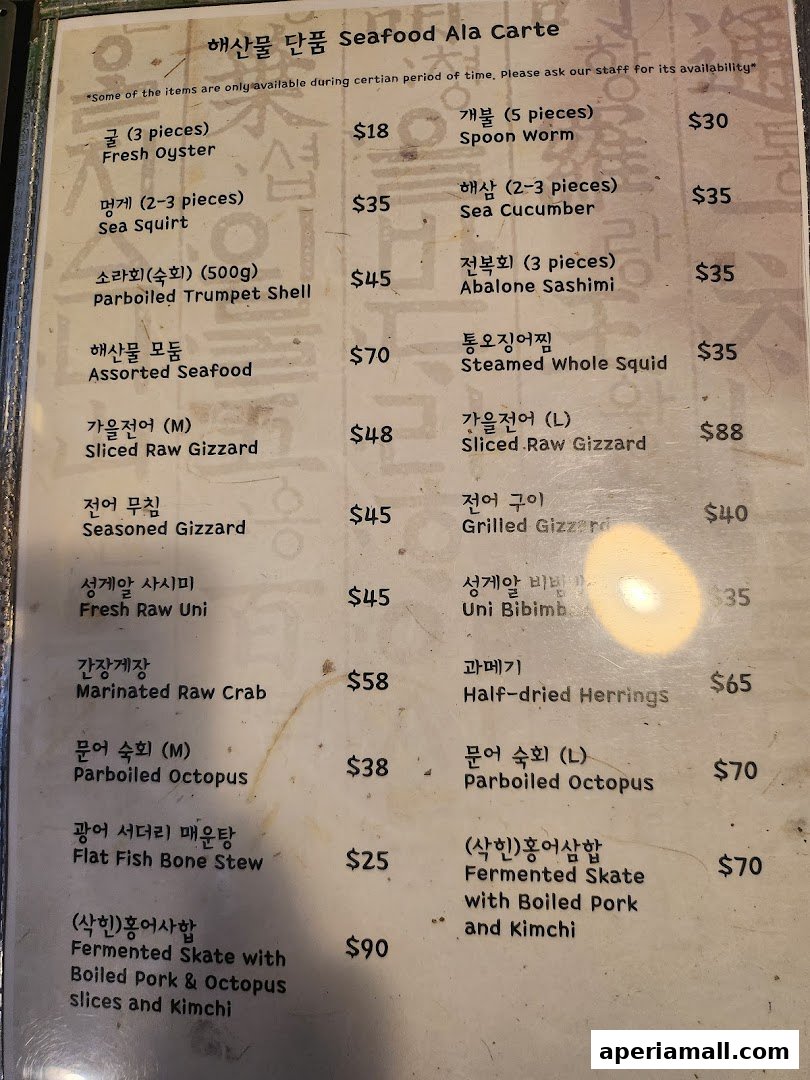 해산물 단품 Seafood Ala Carte
*Some of the items are only available during certian period of time. Please ask our staff for its availability*
굴 (3 pieces)
Fresh Oyster
$18
개불 (5 pieces)
Spoon Worm
$30
멍게 (2-3 pieces)
Sea Squirt
$35
해삼 (2-3 pieces)
Sea Cucumber
$35
소라회(숙회) (500g)
Parboiled Trumpet Shell
$45
전복회 (3 pieces)
Abalone Sashimi
$35
해산물 모둠
Assorted Seafood
$70
통오징어찜
Steamed Whole Squid
$35
가을전어 (M)
Sliced Raw Gizzard
$48
가을전어 (L)
Sliced Raw Gizzard
$88
전어 무침
Seasoned Gizzard
$45
전어 구이
Grilled Gizzard
$40
성게알 사시미
Fresh Raw Uni
$45
성게알
Uni
$35
간장게장
Marinated Raw Crab
$58
과메기
Half-dried Herrings
$65
문어 숙회 (M)
Parboiled Octopus
$38
문어 숙회 (L)
Parboiled Octopus
$70
광어 서더리 매운탕
Flat Fish Bone Stew
$25
(삭힌)홍어삼합
Fermented Skate
with Boiled Pork
and Kimchi
$70
(삭힌)홍어사합
Fermented Skate with
Boiled Pork & Octopus
slices and Kimchi
$90
aperiamall.com